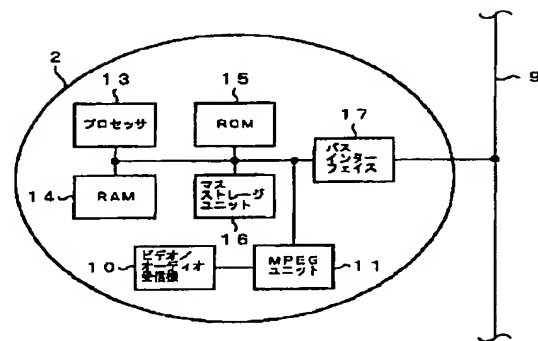 2
13
プロセッサ
15
ROM
17
バス
インター
フェイス
9
14
RAM
マス
ストレージ
ユニット
16
10
ビデオ/
オーディオ
受信機
MPEG
ユニット
11